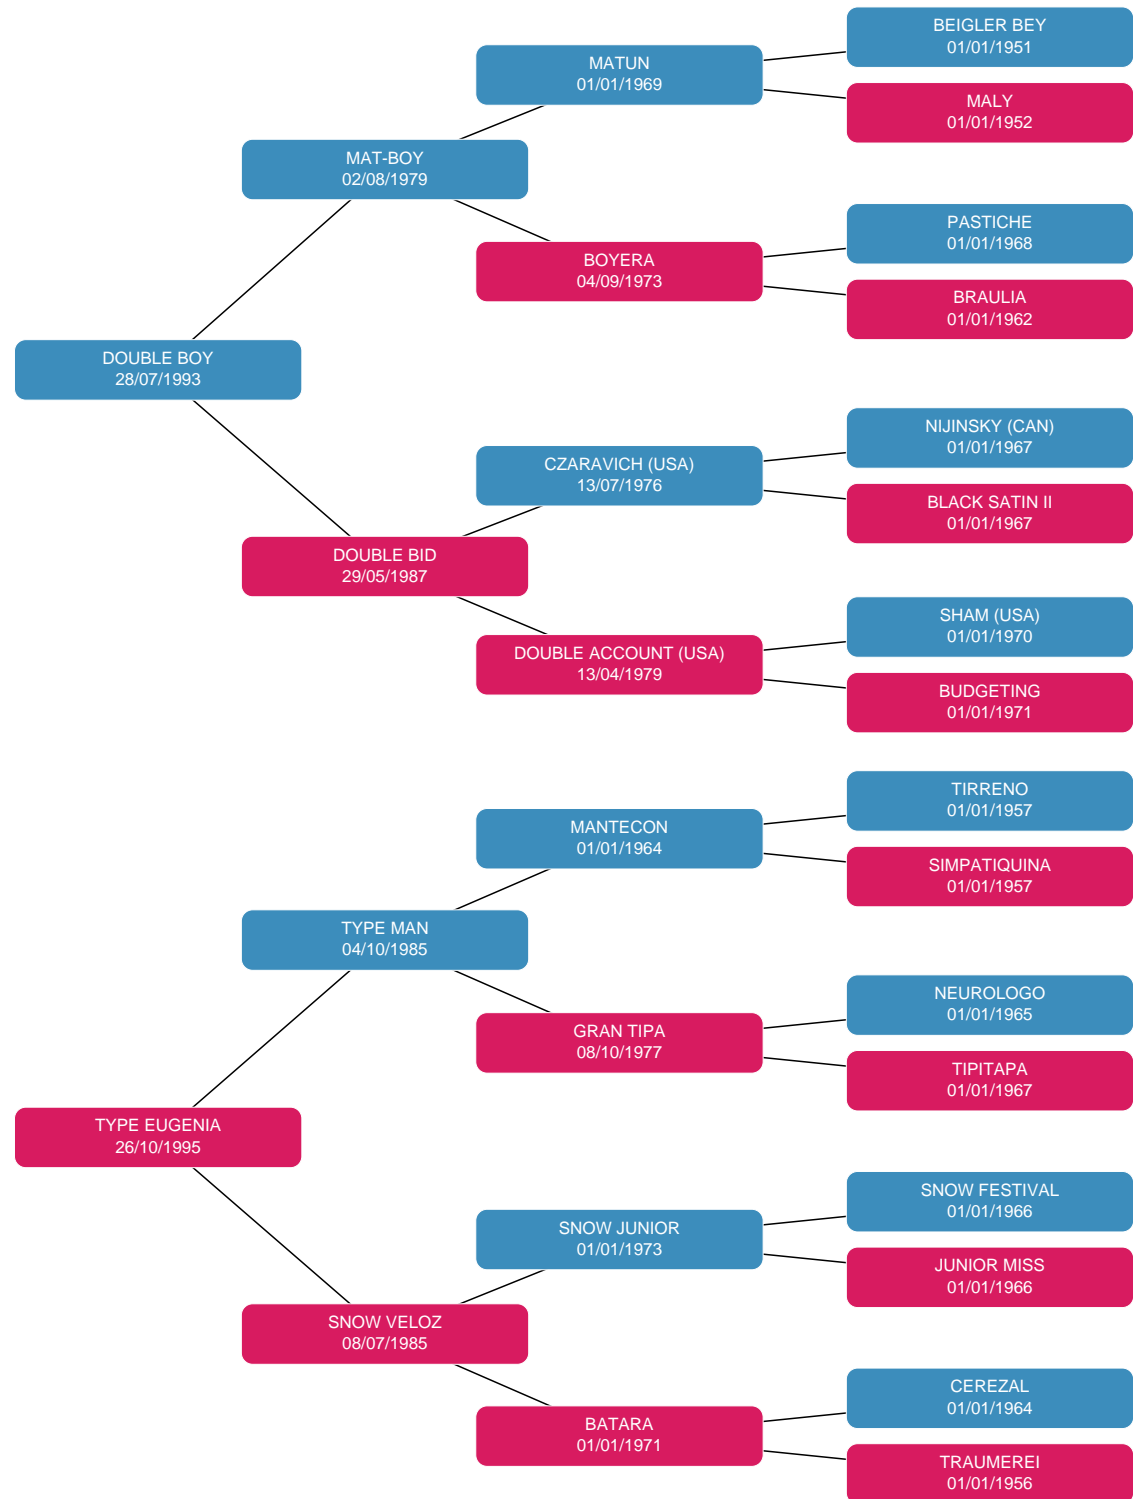 BEIGLER BEY
01/01/1951
MATUN
01/01/1969
MALY
01/01/1952
MAT-BOY
02/08/1979
PASTICHE
01/01/1968
BOYERA
04/09/1973
BRAULIA
01/01/1962
DOUBLE BOY
28/07/1993
NIJINSKY (CAN)
01/01/1967
CZARAVICH (USA)
13/07/1976
BLACK SATIN II
01/01/1967
DOUBLE BID
29/05/1987
SHAM (USA)
01/01/1970
DOUBLE ACCOUNT (USA)
13/04/1979
BUDGETING
01/01/1971
TIRRENO
01/01/1957
MANTECON
01/01/1964
SIMPATIQUINA
01/01/1957
TYPE MAN
04/10/1985
NEUROLOGO
01/01/1965
GRAN TIPA
08/10/1977
TIPITAPA
01/01/1967
TYPE EUGENIA
26/10/1995
SNOW FESTIVAL
01/01/1966
SNOW JUNIOR
01/01/1973
JUNIOR MISS
01/01/1966
SNOW VELOZ
08/07/1985
CEREZAL
01/01/1964
BATARA
01/01/1971
TRAUMEREI
01/01/1956